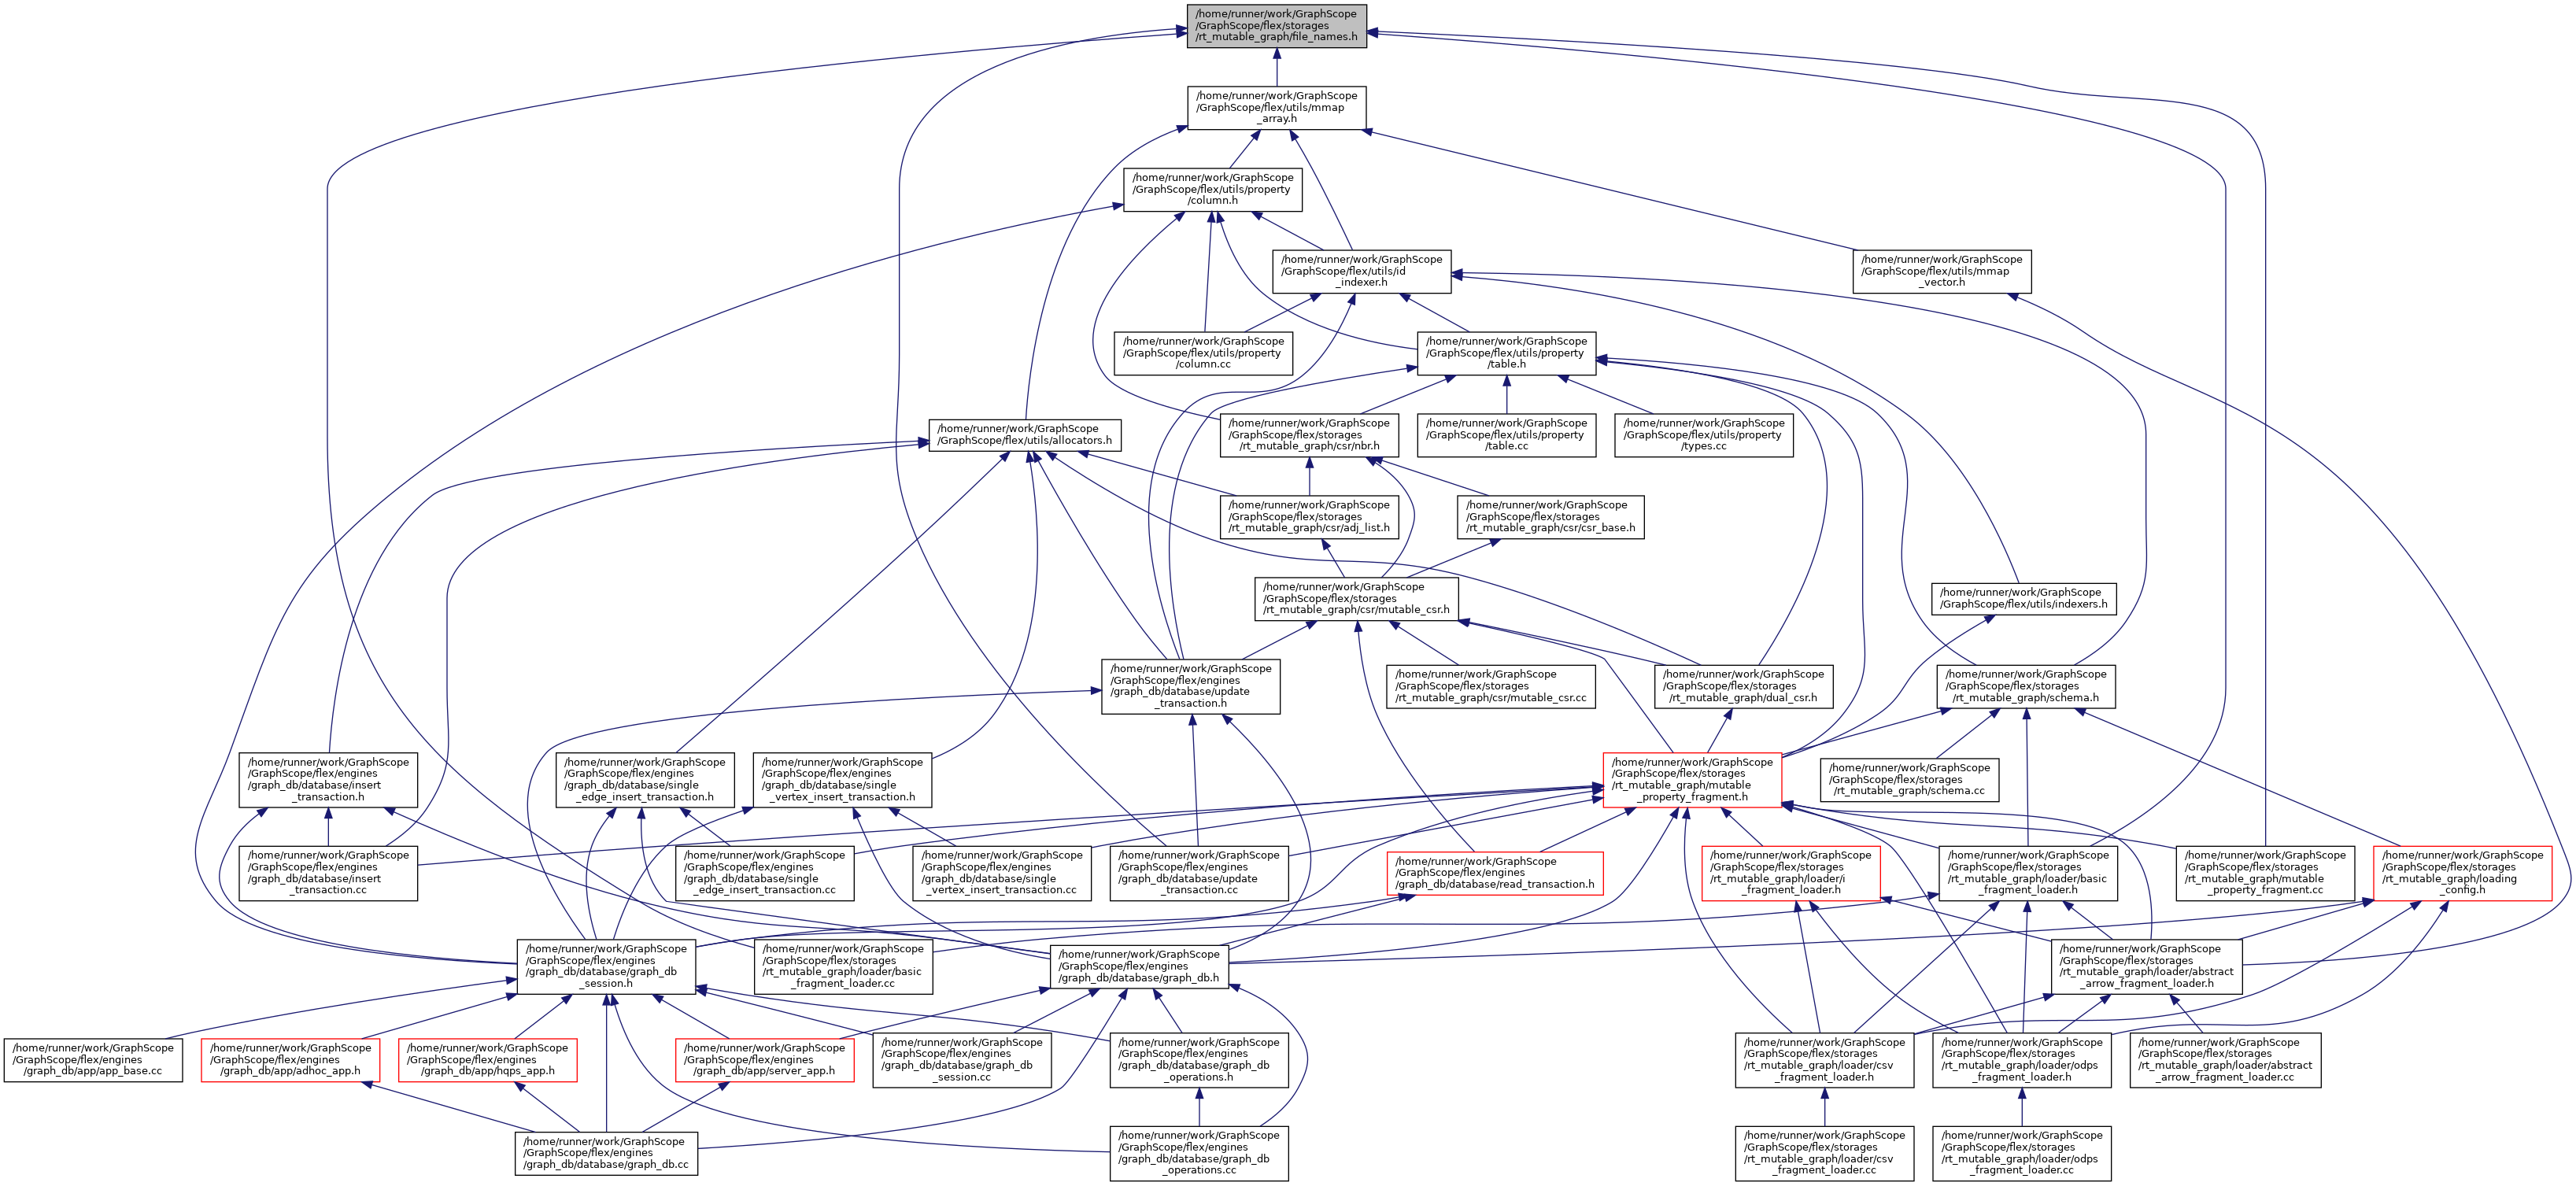 /home/runner/work/GraphScope
/GraphScope/flex/storages
/rt_mutable_graph/file_names.h
/home/runner/work/GraphScope
/GraphScope/flex/utils/mmap
_array.h
/home/runner/work/GraphScope
/GraphScope/flex/utils/property
/column.h
/home/runner/work/GraphScope
/GraphScope/flex/utils/id
_indexer.h
/home/runner/work/GraphScope
/GraphScope/flex/utils/mmap
_vector.h
/home/runner/work/GraphScope
/GraphScope/flex/utils/property
/column.cc
/home/runner/work/GraphScope
/GraphScope/flex/utils/property
/table.h
/home/runner/work/GraphScope
/GraphScope/flex/utils/allocators.h
/home/runner/work/GraphScope
/GraphScope/flex/storages
/rt_mutable_graph/csr/nbr.h
/home/runner/work/GraphScope
/GraphScope/flex/utils/property
/table.cc
/home/runner/work/GraphScope
/GraphScope/flex/utils/property
/types.cc
/home/runner/work/GraphScope
/GraphScope/flex/storages
/rt_mutable_graph/csr/adj_list.h
/home/runner/work/GraphScope
/GraphScope/flex/storages
/rt_mutable_graph/csr/csr_base.h
/home/runner/work/GraphScope
/GraphScope/flex/storages
/rt_mutable_graph/csr/mutable_csr.h
/home/runner/work/GraphScope
/GraphScope/flex/utils/indexers.h
/home/runner/work/GraphScope
/GraphScope/flex/engines
/graph_db/database/update
_transaction.h
/home/runner/work/GraphScope
/GraphScope/flex/storages
/rt_mutable_graph/csr/mutable_csr.cc
/home/runner/work/GraphScope
/GraphScope/flex/storages
/rt_mutable_graph/dual_csr.h
/home/runner/work/GraphScope
/GraphScope/flex/storages
/rt_mutable_graph/schema.h
/home/runner/work/GraphScope
/GraphScope/flex/engines
/graph_db/database/insert
_transaction.h
/home/runner/work/GraphScope
/GraphScope/flex/engines
/graph_db/database/single
_edge_insert_transaction.h
/home/runner/work/GraphScope
/GraphScope/flex/engines
/graph_db/database/single
_vertex_insert_transaction.h
/home/runner/work/GraphScope
/GraphScope/flex/storages
/rt_mutable_graph/mutable
_property_fragment.h
/home/runner/work/GraphScope
/GraphScope/flex/storages
/rt_mutable_graph/schema.cc
/home/runner/work/GraphScope
/GraphScope/flex/engines
/graph_db/database/insert
_transaction.cc
/home/runner/work/GraphScope
/GraphScope/flex/engines
/graph_db/database/single
_edge_insert_transaction.cc
/home/runner/work/GraphScope
/GraphScope/flex/engines
/graph_db/database/single
_vertex_insert_transaction.cc
/home/runner/work/GraphScope
/GraphScope/flex/engines
/graph_db/database/update
_transaction.cc
/home/runner/work/GraphScope
/GraphScope/flex/engines
/graph_db/database/read_transaction.h
/home/runner/work/GraphScope
/GraphScope/flex/storages
/rt_mutable_graph/loader/i
_fragment_loader.h
/home/runner/work/GraphScope
/GraphScope/flex/storages
/rt_mutable_graph/loader/basic
_fragment_loader.h
/home/runner/work/GraphScope
/GraphScope/flex/storages
/rt_mutable_graph/mutable
_property_fragment.cc
/home/runner/work/GraphScope
/GraphScope/flex/storages
/rt_mutable_graph/loading
_config.h
/home/runner/work/GraphScope
/GraphScope/flex/engines
/graph_db/database/graph_db
_session.h
/home/runner/work/GraphScope
/GraphScope/flex/storages
/rt_mutable_graph/loader/basic
_fragment_loader.cc
/home/runner/work/GraphScope
/GraphScope/flex/engines
/graph_db/database/graph_db.h
/home/runner/work/GraphScope
/GraphScope/flex/storages
/rt_mutable_graph/loader/abstract
_arrow_fragment_loader.h
/home/runner/work/GraphScope
/GraphScope/flex/engines
/graph_db/app/app_base.cc
/home/runner/work/GraphScope
/GraphScope/flex/engines
/graph_db/app/adhoc_app.h
/home/runner/work/GraphScope
/GraphScope/flex/engines
/graph_db/app/hqps_app.h
/home/runner/work/GraphScope
/GraphScope/flex/engines
/graph_db/app/server_app.h
/home/runner/work/GraphScope
/GraphScope/flex/engines
/graph_db/database/graph_db
_session.cc
/home/runner/work/GraphScope
/GraphScope/flex/engines
/graph_db/database/graph_db
_operations.h
/home/runner/work/GraphScope
/GraphScope/flex/storages
/rt_mutable_graph/loader/csv
_fragment_loader.h
/home/runner/work/GraphScope
/GraphScope/flex/storages
/rt_mutable_graph/loader/odps
_fragment_loader.h
/home/runner/work/GraphScope
/GraphScope/flex/storages
/rt_mutable_graph/loader/abstract
_arrow_fragment_loader.cc
/home/runner/work/GraphScope
/GraphScope/flex/engines
/graph_db/database/graph_db.cc
/home/runner/work/GraphScope
/GraphScope/flex/engines
/graph_db/database/graph_db
_operations.cc
/home/runner/work/GraphScope
/GraphScope/flex/storages
/rt_mutable_graph/loader/csv
_fragment_loader.cc
/home/runner/work/GraphScope
/GraphScope/flex/storages
/rt_mutable_graph/loader/odps
_fragment_loader.cc